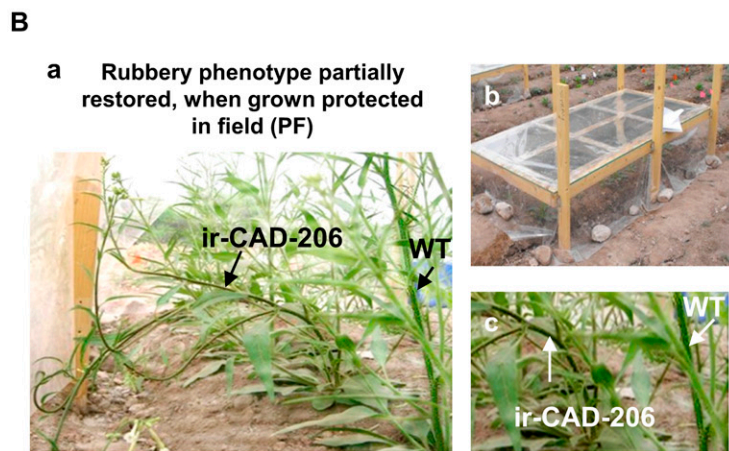 B
a
Rubbery phenotype partially
restored, when grown protected
in field (PF)
ir-CAD-206
WT
b
c
WT
ir-CAD-206